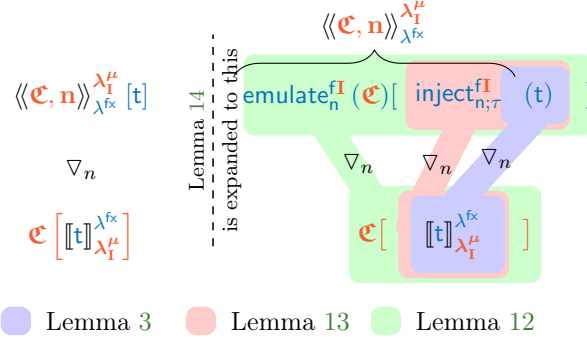 ⟪ℭ, n⟫^{λ_I^μ}_{λ^{fx}}
⟪ℭ, n⟫^{λ_I^μ}_{λ^{fx}} [t]
Lemma 14
is expanded to this
emulate^{fI}_n (ℭ)[ inject^{fI}_{n;τ} (t)
∇_n
∇_n ∇_n ∇_n
ℭ [⟦t⟧^{λ^{fx}}_{λ_I^μ}]
ℭ[ ⟦t⟧^{λ^{fx}}_{λ_I^μ} ]
Lemma 3 Lemma 13 Lemma 12